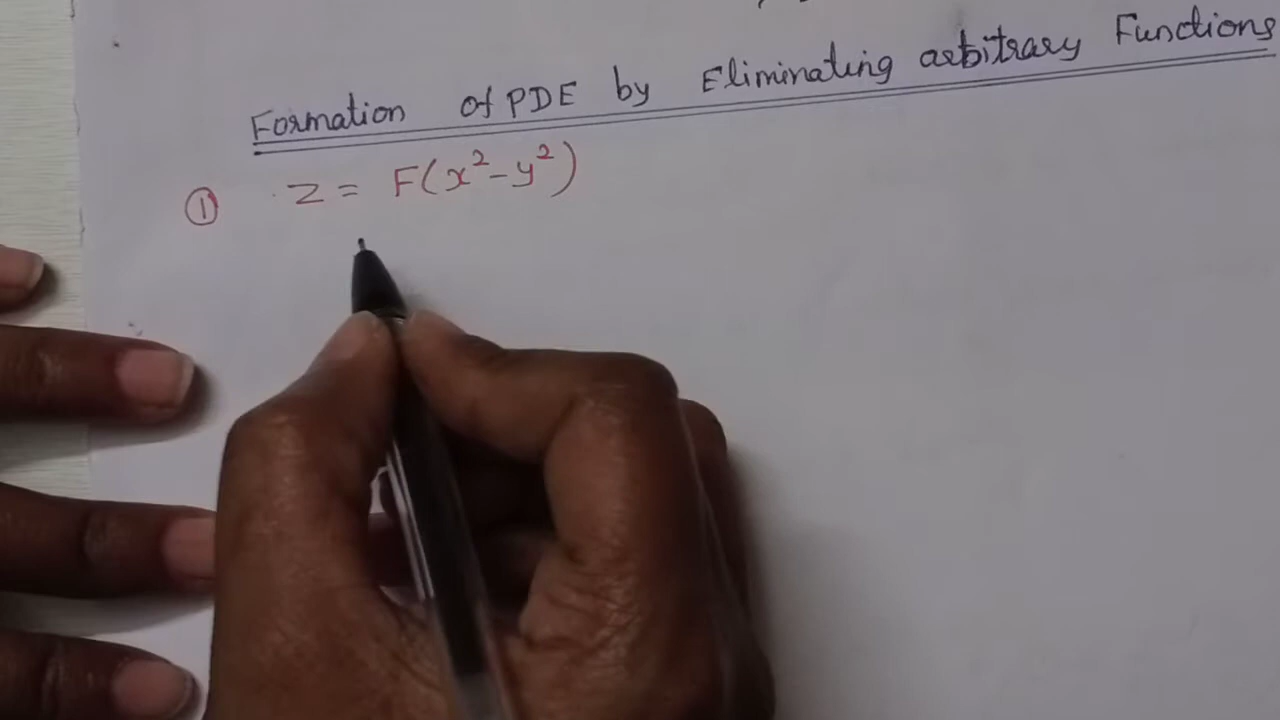 Formation of PDE by Eliminating arbitrary Functions
① z = F(x²-y²)